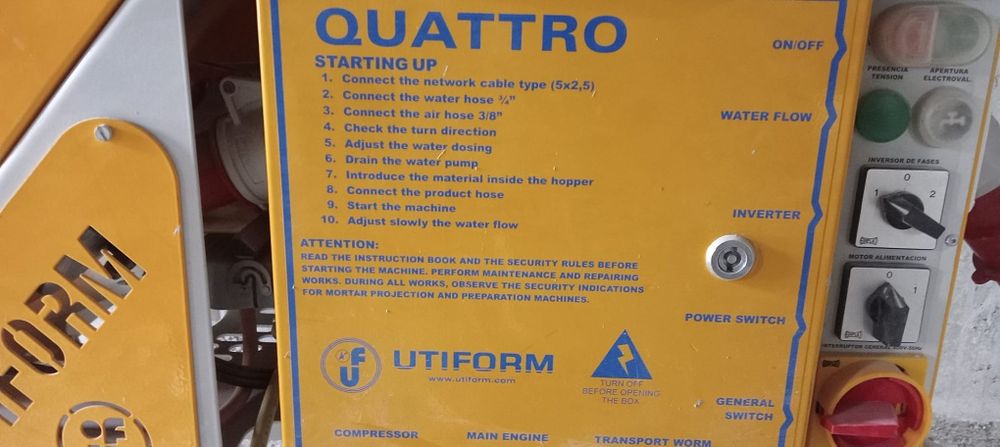 QUATTRO
STARTING UP
1. Connect the network cable type (5x2,5)
2. Connect the water hose ¾"
3. Connect the air hose 3/8"
4. Check the turn direction
5. Adjust the water dosing
6. Drain the water pump
7. Introduce the material inside the hopper
8. Connect the product hose
9. Start the machine
10. Adjust slowly the water flow
ATTENTION:
READ THE INSTRUCTION BOOK AND THE SECURITY RULES BEFORE
STARTING THE MACHINE. PERFORM MAINTENANCE AND REPAIRING
WORKS. DURING ALL WORKS, OBSERVE THE SECURITY INDICATIONS
FOR MORTAR PROJECTION AND PREPARATION MACHINES.
UTIFORM
www.utiform.com
TURN OFF
BEFORE OPENING
THE BOX
COMPRESSOR
MAIN ENGINE
TRANSPORT WORM
ON/OFF
WATER FLOW
INVERTER
POWER SWITCH
GENERAL
SWITCH
PRESENCIA
TENSION
APERTURA
ELECTROVAL.
INVERSOR DE FASES
0
1 2
MOTOR ALIMENTACION
0
1
INTERRUPTOR GENERAL 400V-50Hz
FORM